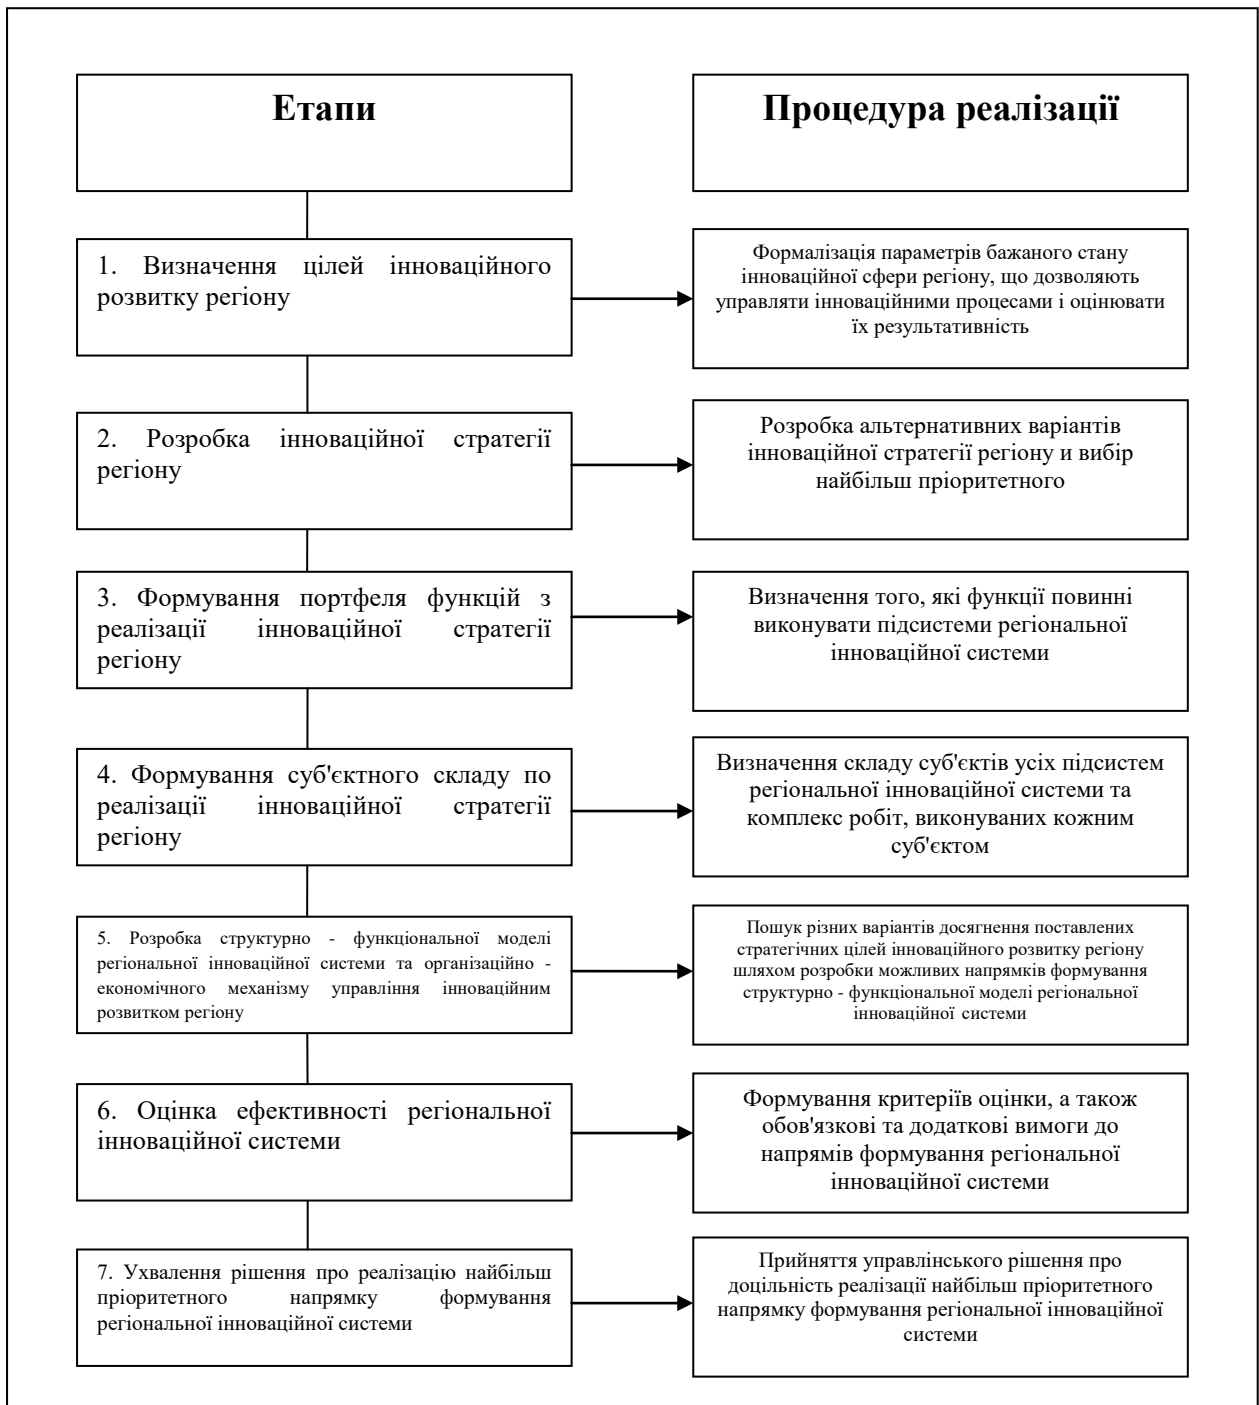 Етапи
Процедура реалізації
1. Визначення цілей інноваційного
розвитку регіону
Формалізація параметрів бажаного стану
інноваційної сфери регіону, що дозволяють
управляти інноваційними процесами і оцінювати
їх результативність
2. Розробка інноваційної стратегії
регіону
Розробка альтернативних варіантів
інноваційної стратегії регіону и вибір
найбільш пріоритетного
3. Формування портфеля функцій з
реалізації інноваційної стратегії
регіону
Визначення того, які функції повинні
виконувати підсистеми регіональної
інноваційної системи
4. Формування суб'єктного складу по
реалізації інноваційної стратегії
регіону
Визначення складу суб'єктів усіх підсистем
регіональної інноваційної системи та
комплекс робіт, виконуваних кожним
суб'єктом
5. Розробка структурно - функціональної моделі
регіональної інноваційної системи та організаційно -
економічного механізму управління інноваційним
розвитком регіону
Пошук різних варіантів досягнення поставлених
стратегічних цілей інноваційного розвитку регіону
шляхом розробки можливих напрямків формування
структурно - функціональної моделі регіональної
інноваційної системи
6. Оцінка ефективності регіональної
інноваційної системи
Формування критеріїв оцінки, а також
обов'язкові та додаткові вимоги до
напрямів формування регіональної
інноваційної системи
7. Ухвалення рішення про реалізацію найбільш
пріоритетного напрямку формування
регіональної інноваційної системи
Прийняття управлінського рішення про
доцільність реалізації найбільш пріоритетного
напрямку формування регіональної інноваційної
системи